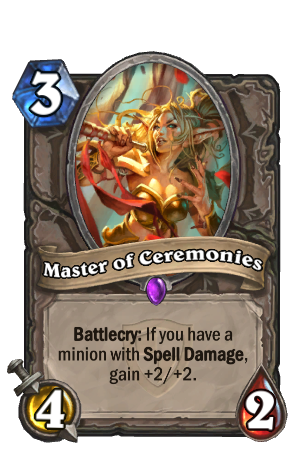 3
Master of Ceremonies
Battlecry: If you have a
minion with Spell Damage,
gain +2/+2.
4
2